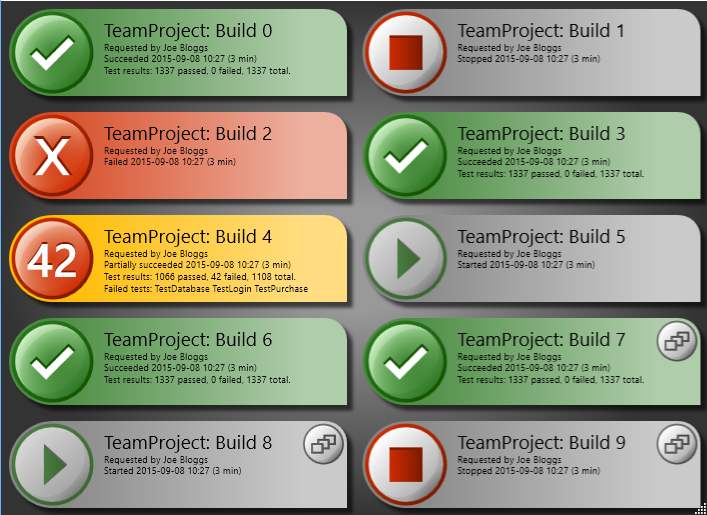 TeamProject: Build 0
Requested by Joe Bloggs
Succeeded 2015-09-08 10:27 (3 min)
Test results: 1337 passed, 0 failed, 1337 total.
TeamProject: Build 1
Requested by Joe Bloggs
Stopped 2015-09-08 10:27 (3 min)
X
TeamProject: Build 2
Requested by Joe Bloggs
Failed 2015-09-08 10:27 (3 min)
TeamProject: Build 3
Requested by Joe Bloggs
Succeeded 2015-09-08 10:27 (3 min)
Test results: 1337 passed, 0 failed, 1337 total.
42
TeamProject: Build 4
Requested by Joe Bloggs
Partially succeeded 2015-09-08 10:27 (3 min)
Test results: 1066 passed, 42 failed, 1108 total.
Failed tests: TestDatabase TestLogin TestPurchase
TeamProject: Build 5
Requested by Joe Bloggs
Started 2015-09-08 10:27 (3 min)
TeamProject: Build 6
Requested by Joe Bloggs
Succeeded 2015-09-08 10:27 (3 min)
Test results: 1337 passed, 0 failed, 1337 total.
TeamProject: Build 7
Requested by Joe Bloggs
Succeeded 2015-09-08 10:27 (3 min)
Test results: 1337 passed, 0 failed, 1337 total.
TeamProject: Build 8
Requested by Joe Bloggs
Started 2015-09-08 10:27 (3 min)
TeamProject: Build 9
Requested by Joe Bloggs
Stopped 2015-09-08 10:27 (3 min)